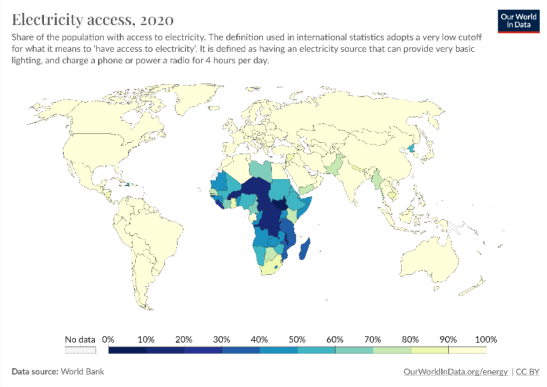 Electricity access, 2020
Our World
in Data
Share of the population with access to electricity. The definition used in international statistics adopts a very low cutoff
for what it means to 'have access to electricity'. It is defined as having an electricity source that can provide very basic
lighting, and charge a phone or power a radio for 4 hours per day.
No data 0% 10% 20% 30% 40% 50% 60% 70% 80% 90% 100%
Data source: World Bank
OurWorldInData.org/energy | CC BY